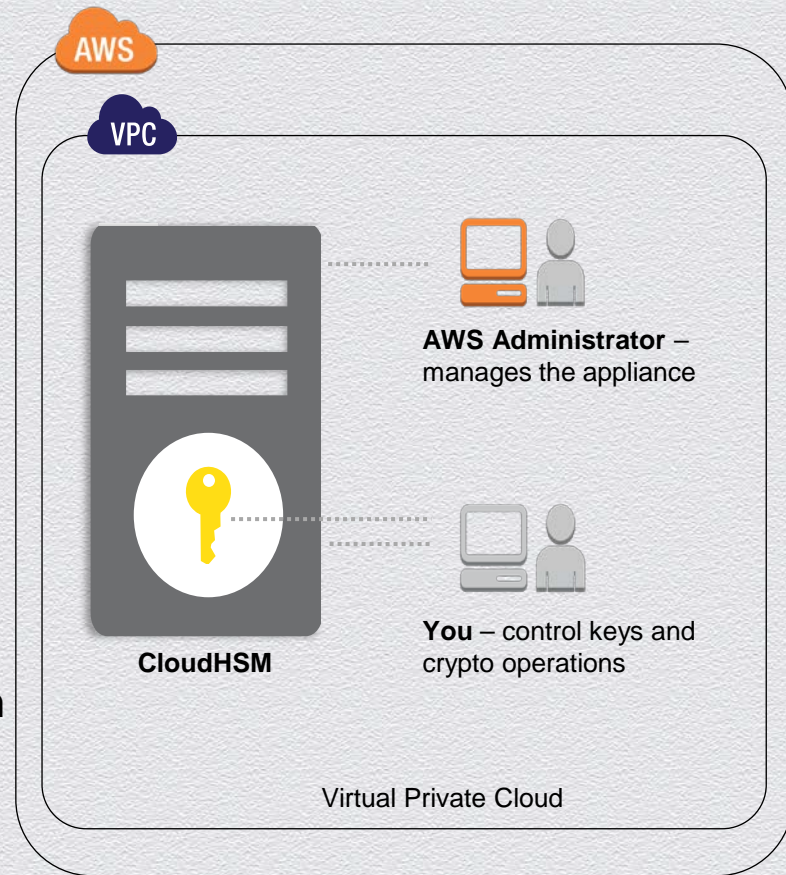 AWS
VPC
AWS Administrator –
manages the appliance
You – control keys and
crypto operations
CloudHSM
Virtual Private Cloud